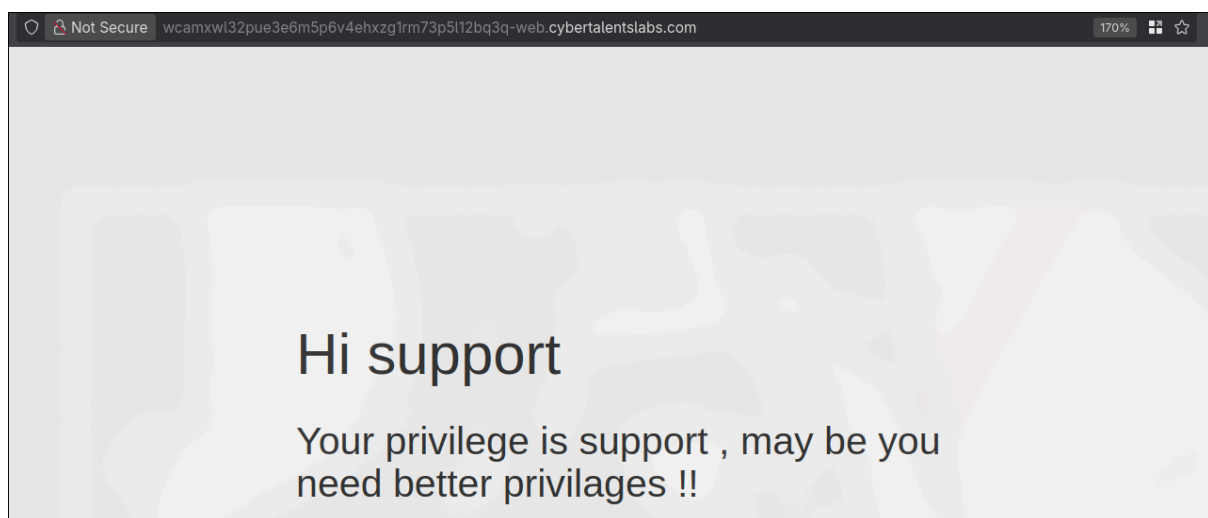 Not Secure wcamxwl32pue3e6m5p6v4ehxzg1rm73p5l12bq3q-web.cybertalentslabs.com 170%
Hi support
Your privilege is support , may be you
need better privilages !!